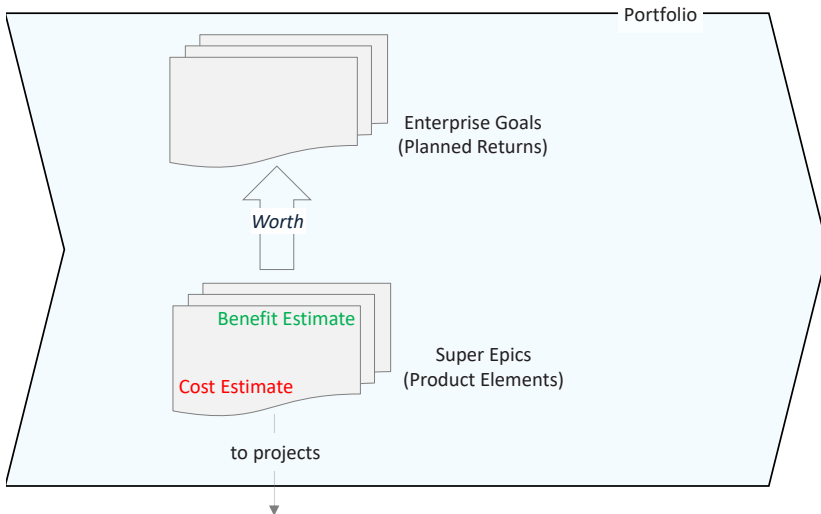 Portfolio
Enterprise Goals
(Planned Returns)
Worth
Benefit Estimate
Super Epics
(Product Elements)
Cost Estimate
to projects